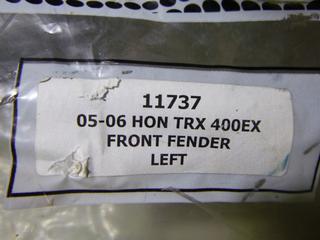 11737
05-06 HON TRX 400EX
FRONT FENDER
LEFT